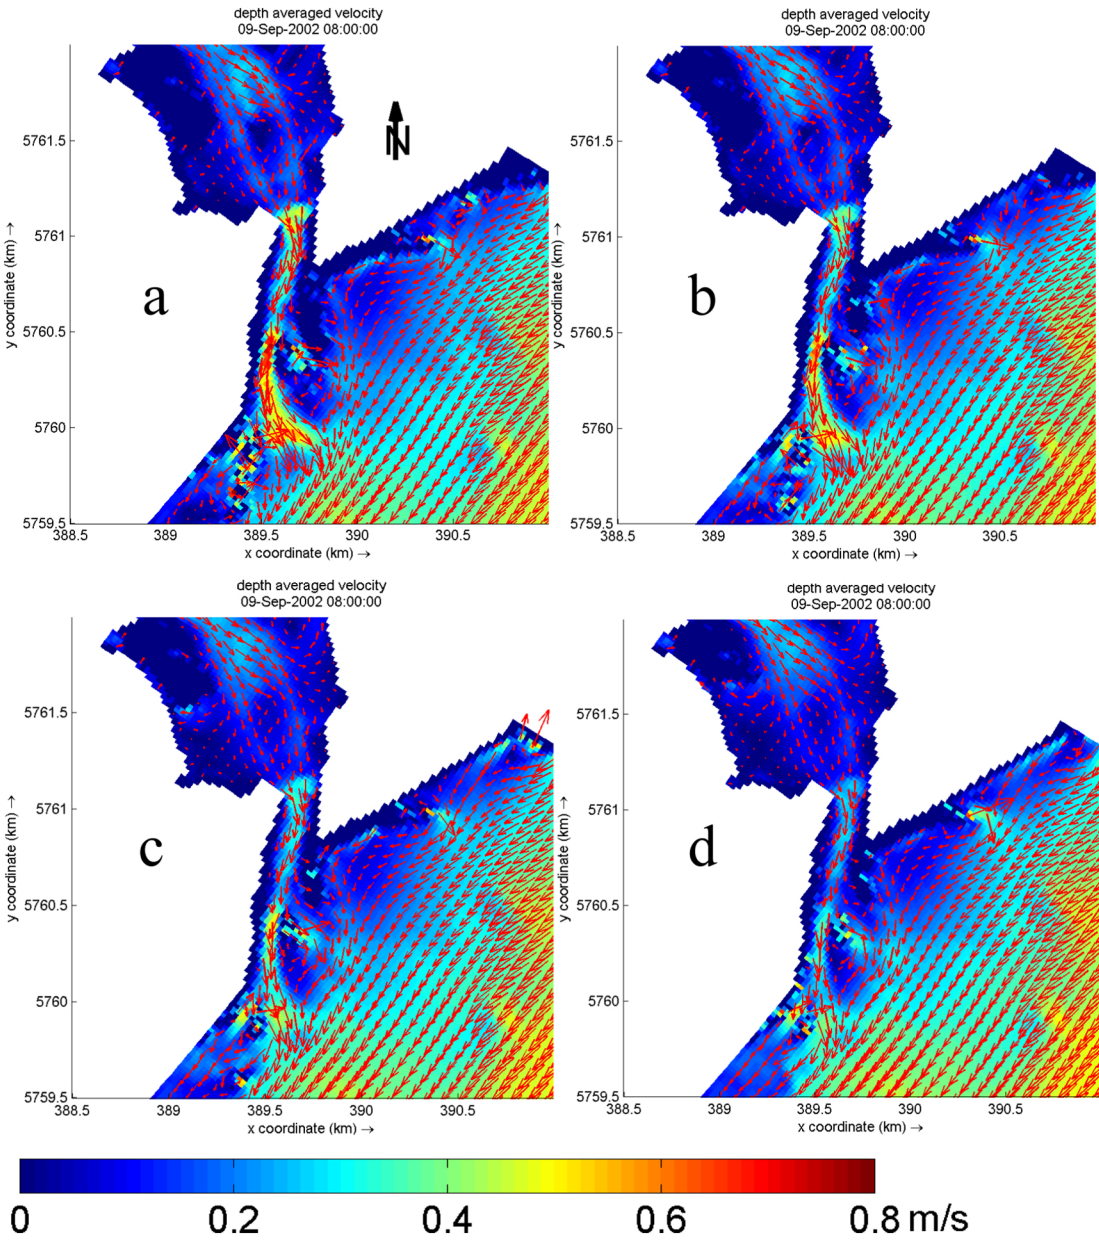 depth averaged velocity
09-Sep-2002 08:00:00
depth averaged velocity
09-Sep-2002 08:00:00
N
5761.5
5761
5760.5
5760
5759.5
y coordinate (km) →
a
388.5
389
389.5
390
390.5
x coordinate (km) →
5761.5
5761
5760.5
5760
5759.5
y coordinate (km) →
b
388.5
389
389.5
390
390.5
x coordinate (km) →
depth averaged velocity
09-Sep-2002 08:00:00
depth averaged velocity
09-Sep-2002 08:00:00
5761.5
5761
5760.5
5760
5759.5
y coordinate (km) →
c
388.5
389
389.5
390
390.5
x coordinate (km) →
5761.5
5761
5760.5
5760
5759.5
y coordinate (km) →
d
388.5
389
389.5
390
390.5
x coordinate (km) →
0
0.2
0.4
0.6
0.8 m/s